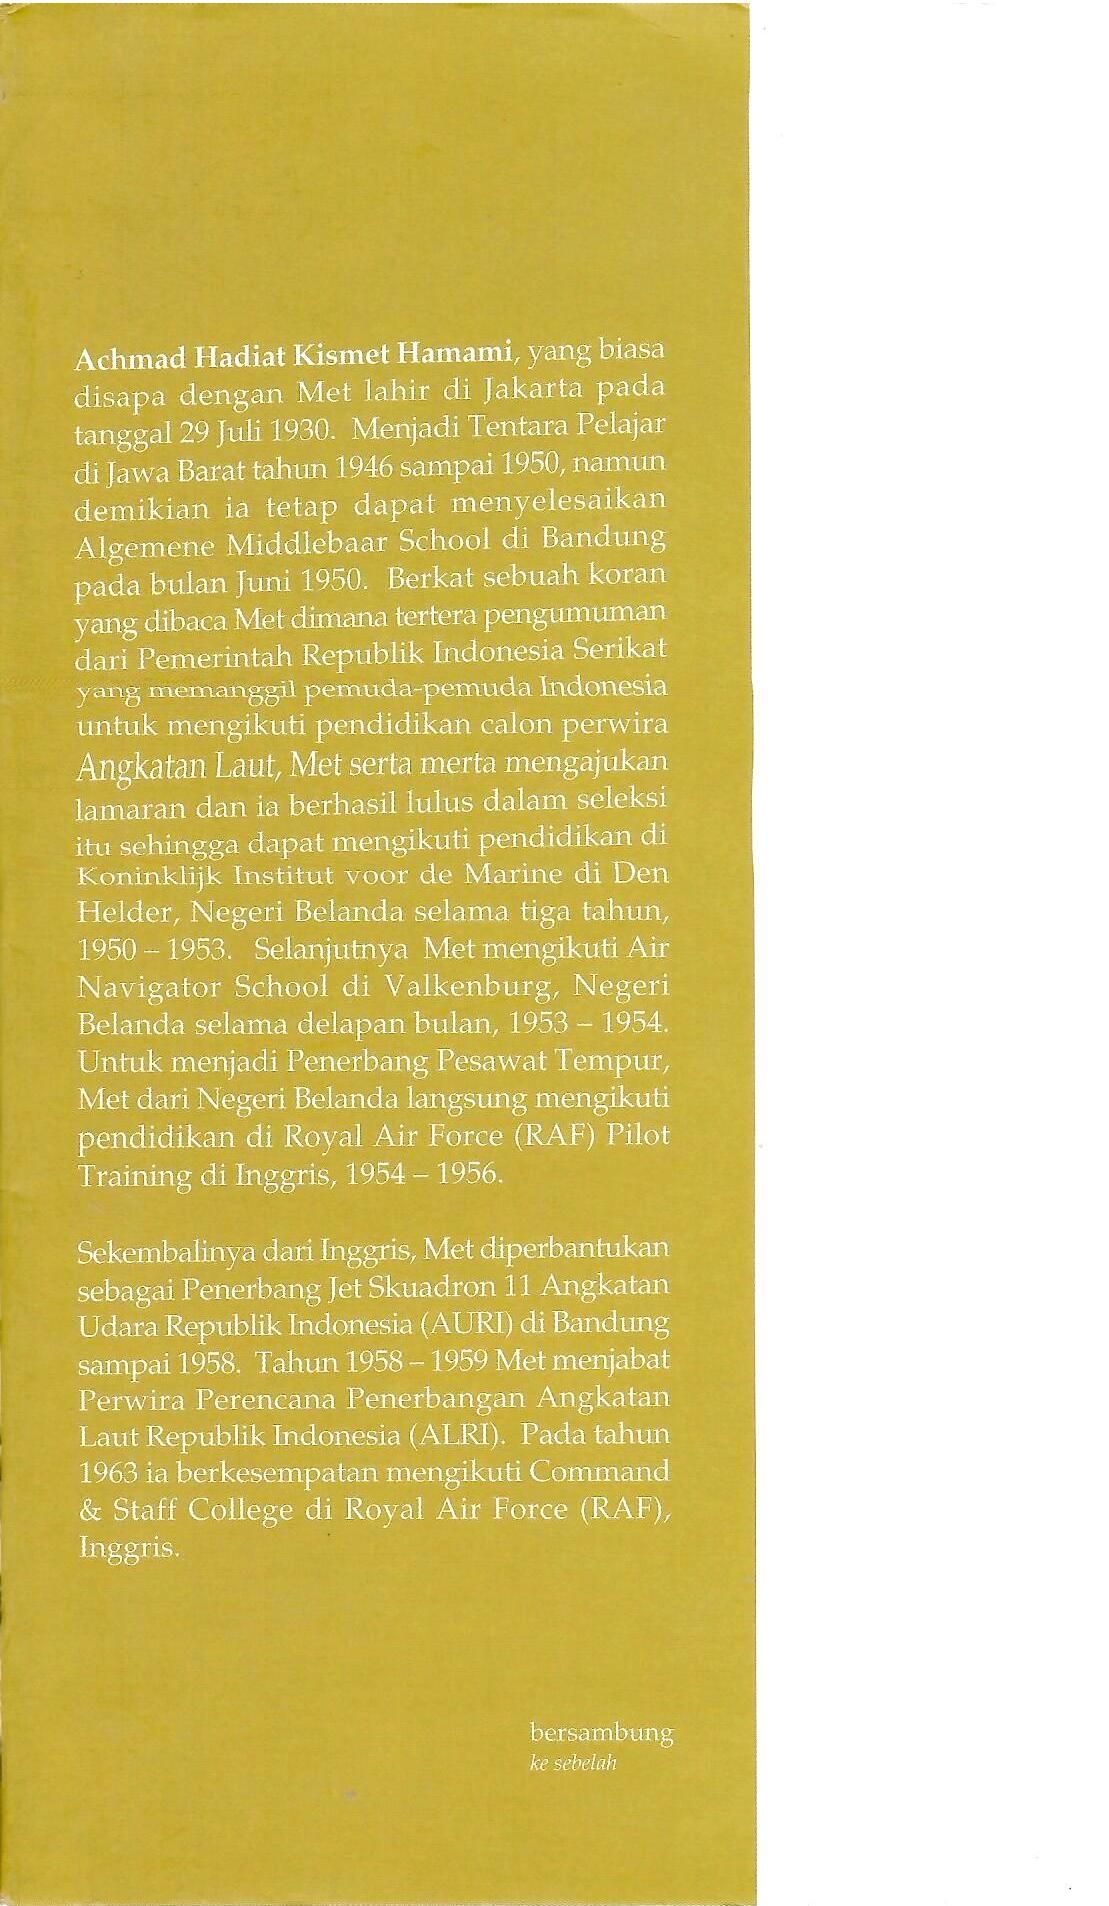 Achmad Hadiat Kismet Hamami, yang biasa
disapa dengan Met lahir di Jakarta pada
tanggal 29 Juli 1930. Menjadi Tentara Pelajar
di Jawa Barat tahun 1946 sampai 1950, namun
demikian ia tetap dapat menyelesaikan
Algemene Middlebaar School di Bandung
pada bulan Juni 1950. Berkat sebuah koran
yang dibaca Met dimana tertera pengumuman
dari Pemerintah Republik Indonesia Serikat
yang memanggil pemuda-pemuda Indonesia
untuk mengikuti pendidikan calon perwira
Angkatan Laut, Met serta merta mengajukan
lamaran dan ia berhasil lulus dalam seleksi
itu sehingga dapat mengikuti pendidikan di
Koninklijk Institut voor de Marine di Den
Helder, Negeri Belanda selama tiga tahun,
1950 – 1953. Selanjutnya Met mengikuti Air
Navigator School di Valkenburg, Negeri
Belanda selama delapan bulan, 1953 – 1954.
Untuk menjadi Penerbang Pesawat Tempur,
Met dari Negeri Belanda langsung mengikuti
pendidikan di Royal Air Force (RAF) Pilot
Training di Inggris, 1954 – 1956.
Sekembalinya dari Inggris, Met diperbantukan
sebagai Penerbang Jet Skuadron 11 Angkatan
Udara Republik Indonesia (AURI) di Bandung
sampai 1958. Tahun 1958 – 1959 Met menjabat
Perwira Perencana Penerbangan Angkatan
Laut Republik Indonesia (ALRI). Pada tahun
1963 ia berkesempatan mengikuti Command
& Staff College di Royal Air Force (RAF),
Inggris.
bersambung
ke sebelah